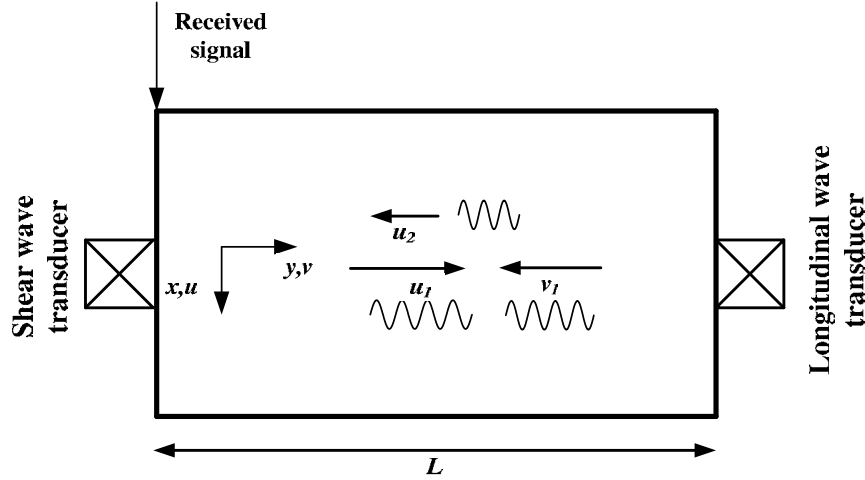 Received
signal
Shear wave
transducer
Longitudinal wave
transducer
u2
x,u
y,v
u1
v1
L